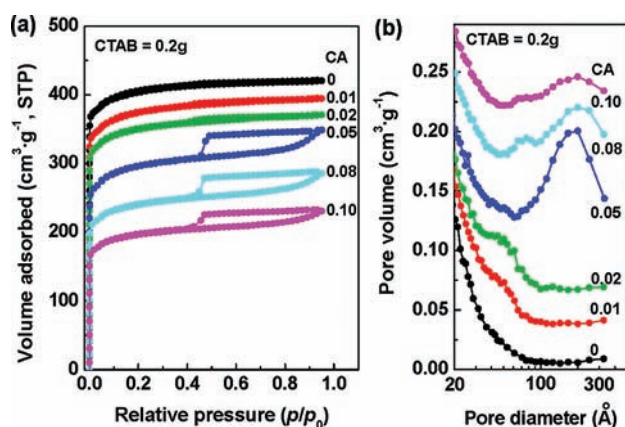 (a)
CTAB = 0.2g
CA
0
0.01
0.02
0.05
0.08
0.10
500
400
300
200
100
0
Volume adsorbed (cm³·g⁻¹, STP)
0.0 0.2 0.4 0.6 0.8 1.0
Relative pressure (p/p₀)
(b)
CTAB = 0.2g
CA
0.10
0.08
0.05
0.02
0.01
0
0.25
0.20
0.15
0.10
0.05
0.00
Pore volume (cm³·g⁻¹)
20 100 300
Pore diameter (Å)